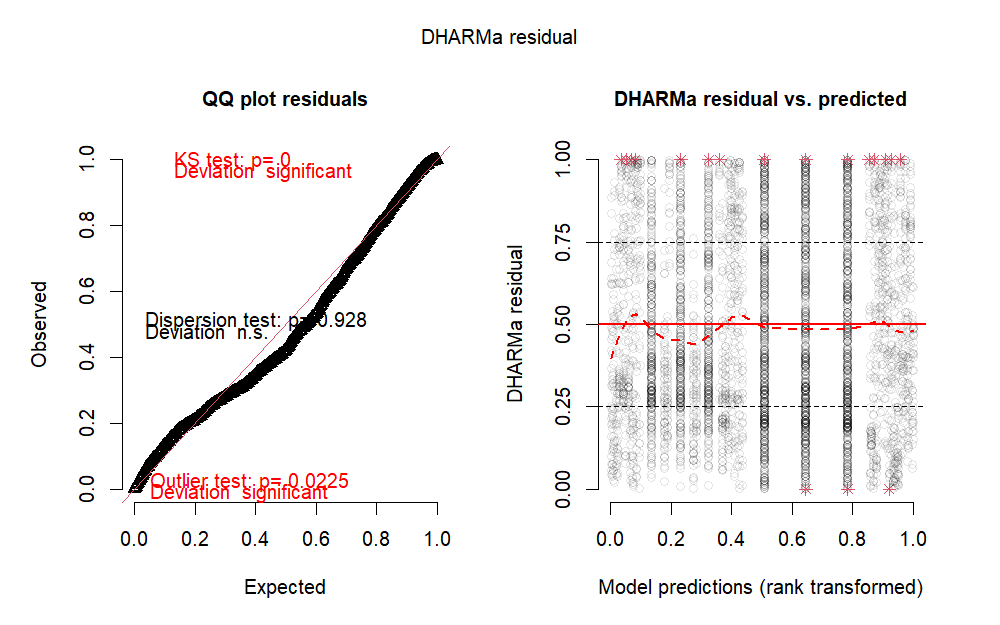 DHARMa residual
QQ plot residuals
KS test: p= 0
Deviation significant
Dispersion test: p= 0.928
Deviation n.s.
Outlier test: p= 0.0225
Deviation significant
Observed
0.0 0.2 0.4 0.6 0.8 1.0
0.0 0.2 0.4 0.6 0.8 1.0
Expected
DHARMa residual vs. predicted
DHARMa residual
0.00 0.25 0.50 0.75 1.00
0.0 0.2 0.4 0.6 0.8 1.0
Model predictions (rank transformed)